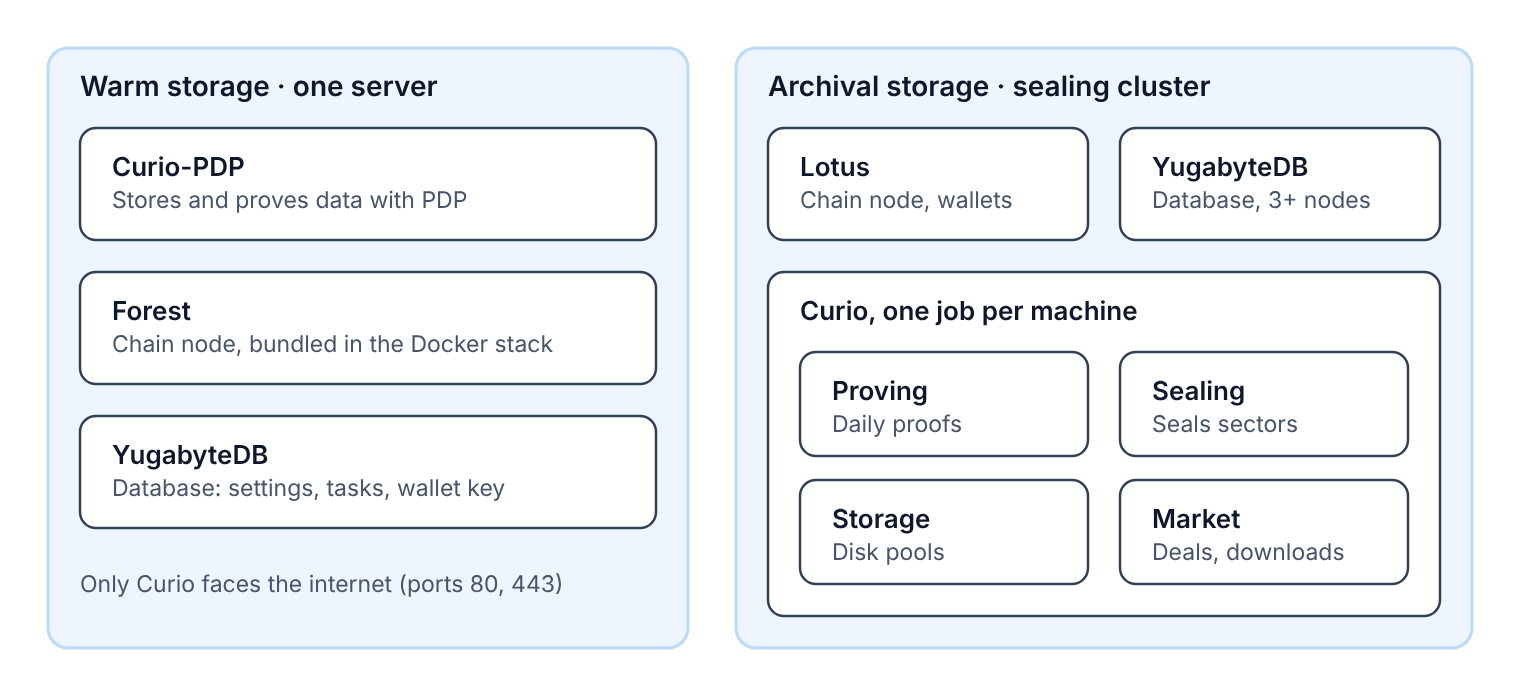 Warm storage · one server
Curio-PDP
Stores and proves data with PDP
Forest
Chain node, bundled in the Docker stack
YugabyteDB
Database: settings, tasks, wallet key
Only Curio faces the internet (ports 80, 443)
Archival storage · sealing cluster
Lotus
Chain node, wallets
YugabyteDB
Database, 3+ nodes
Curio, one job per machine
Proving
Daily proofs
Sealing
Seals sectors
Storage
Disk pools
Market
Deals, downloads